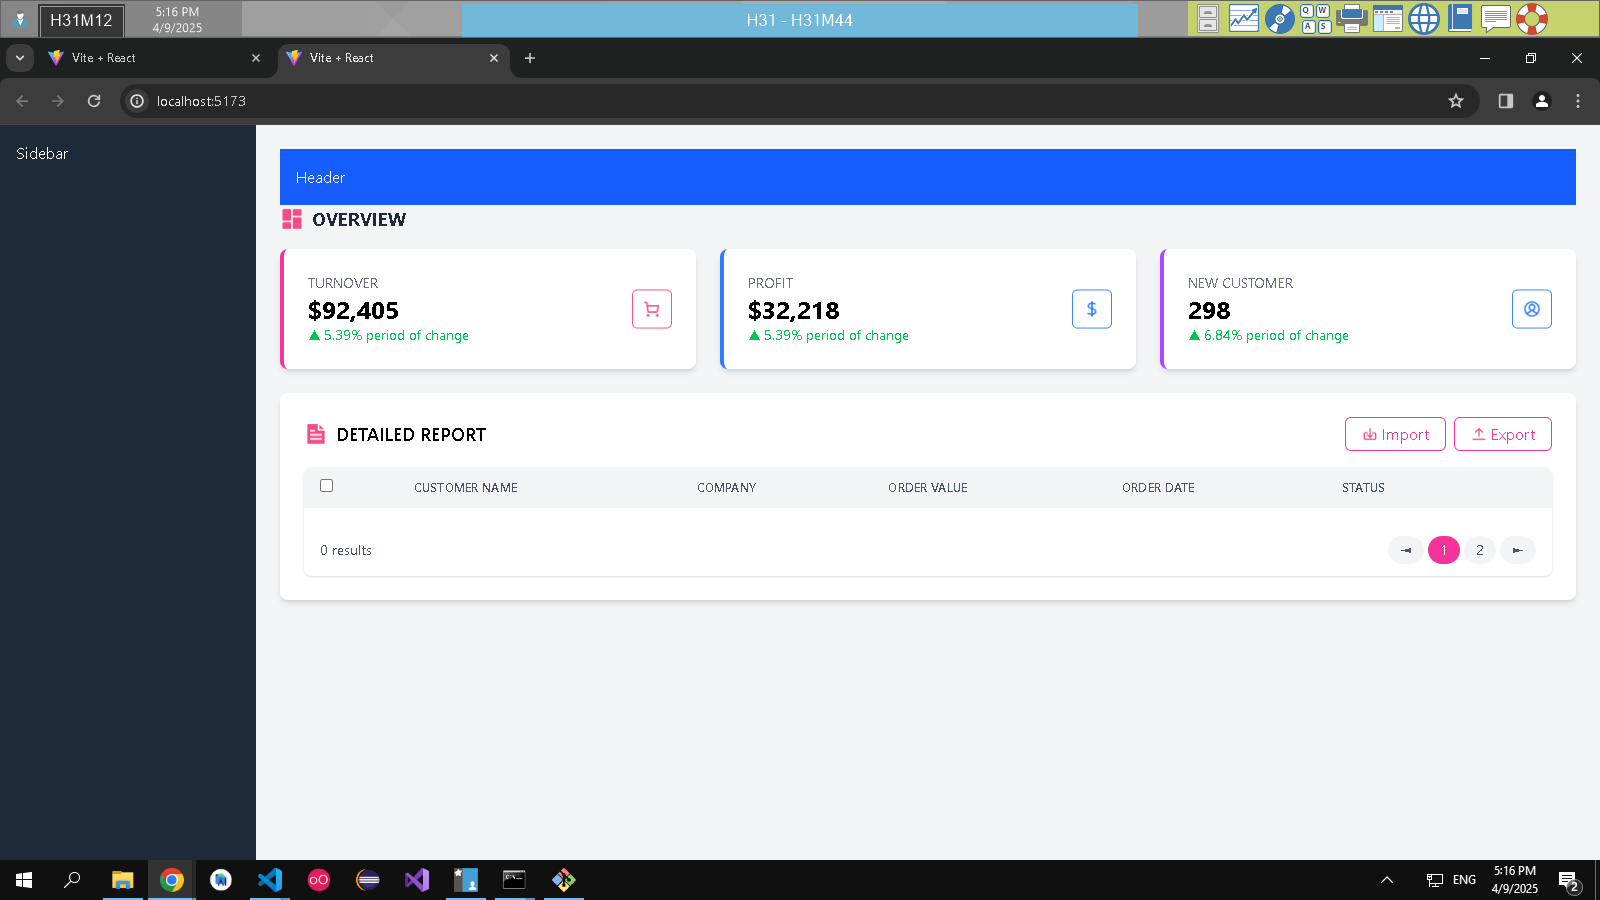 H31M12
5:16 PM
4/9/2025
H31 - H31M44
Q W
A S
Vite + React
Vite + React
localhost:5173
Sidebar
Header
OVERVIEW
TURNOVER
$92,405
▲ 5.39% period of change
PROFIT
$32,218
▲ 5.39% period of change
NEW CUSTOMER
298
▲ 6.84% period of change
DETAILED REPORT
Import
Export
CUSTOMER NAME COMPANY ORDER VALUE ORDER DATE STATUS
0 results
1
2
ENG
5:16 PM
4/9/2025
2